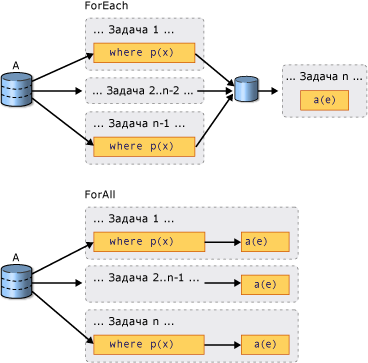 ForEach
A
... Задача 1 ...
where p(x)
... Задача 2..n-2 ...
... Задача n-1 ...
where p(x)
... Задача n ...
a(e)
ForAll
A
... Задача 1 ...
where p(x)
a(e)
... Задача 2..n-1 ...
a(e)
... Задача n ...
where p(x)
a(e)